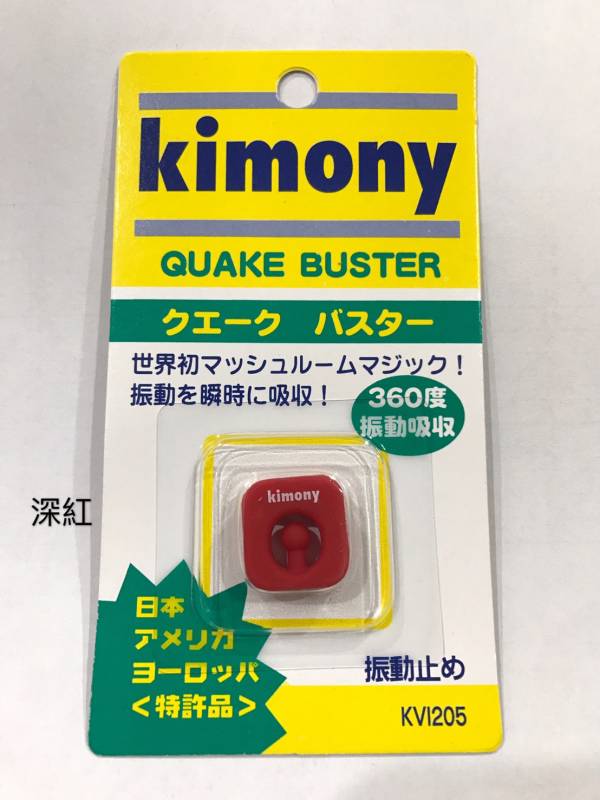 kimony
QUAKE BUSTER
クエーク バスター
世界初マッシュルームマジック!
振動を瞬時に吸収!
360度
振動吸収
kimony
深紅
日本
アメリカ
ヨーロッパ
<特許品>
振動止め
KVI205